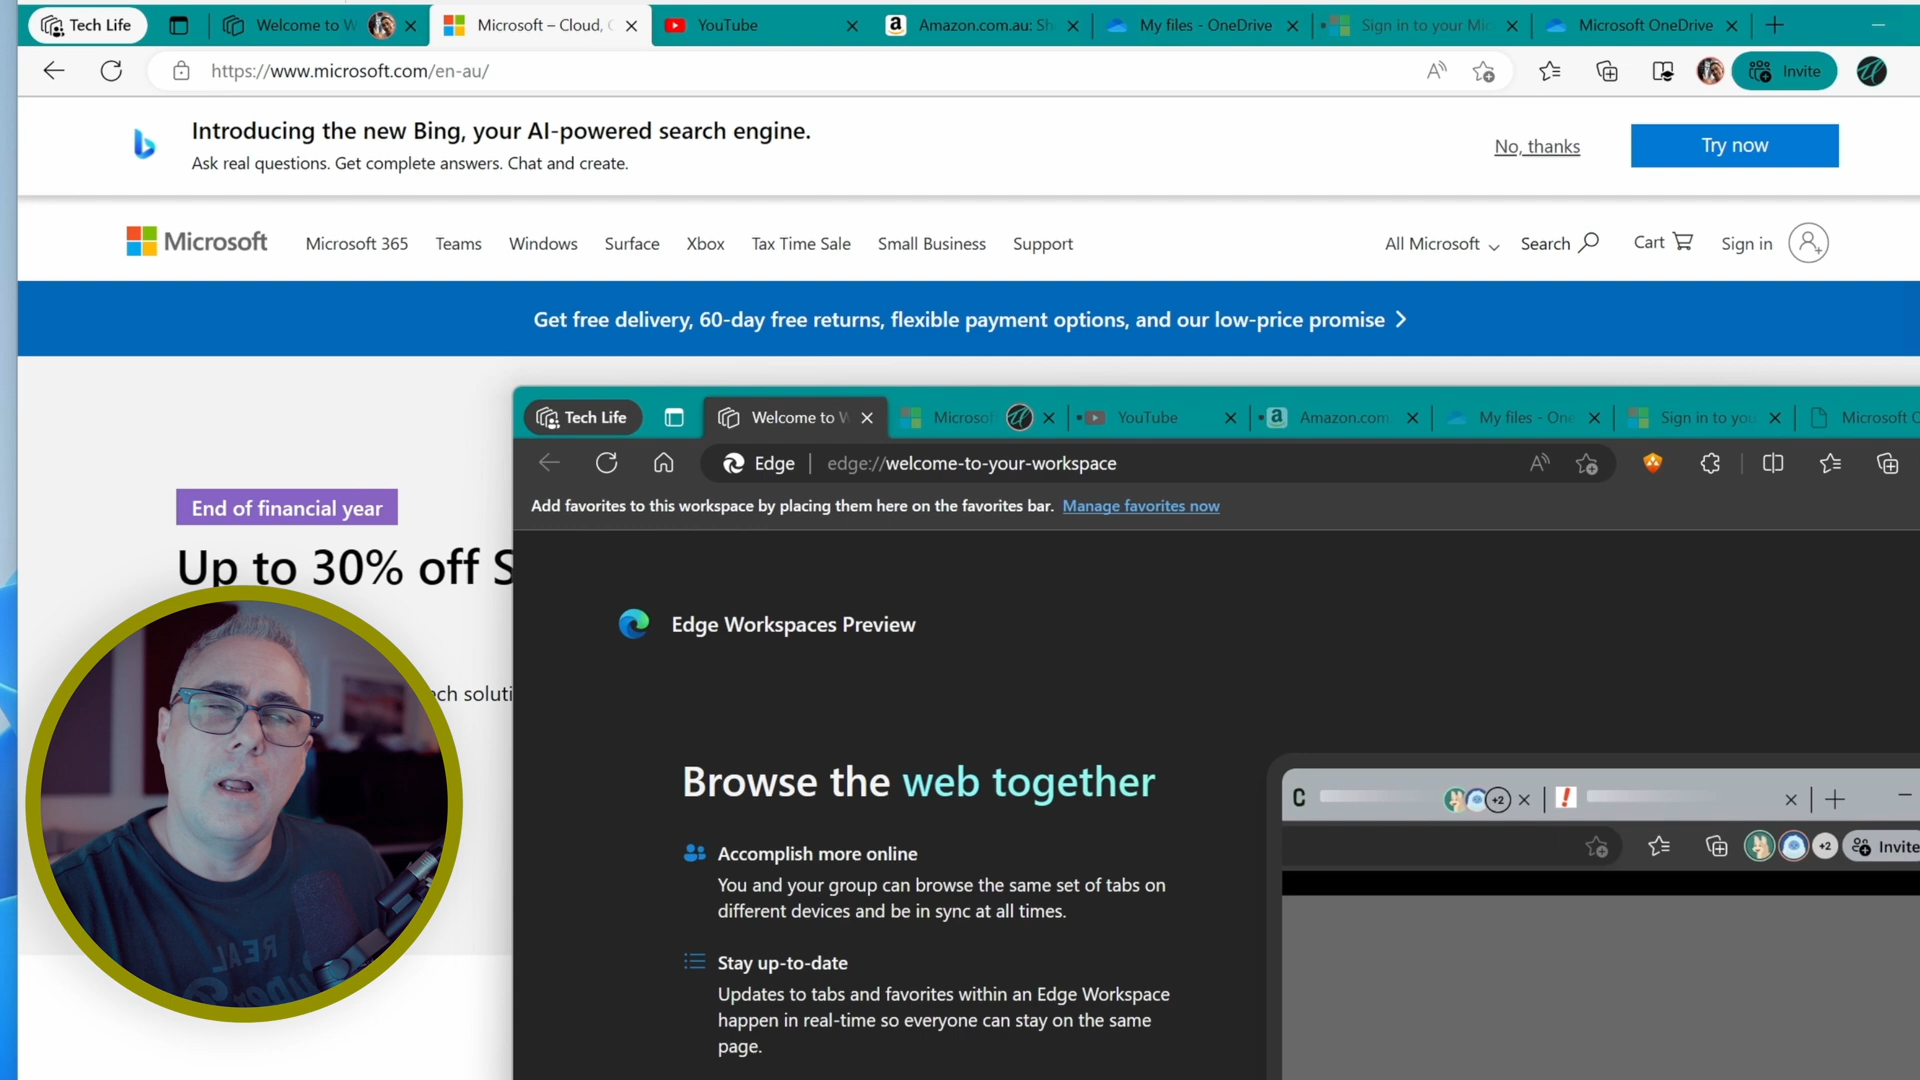 Tech Life
Welcome to W
Microsoft – Cloud, C
YouTube
Amazon.com.au: Sh
My files - OneDrive
Sign in to your Mic
Microsoft OneDrive
https://www.microsoft.com/en-au/
Invite
Introducing the new Bing, your AI-powered search engine.
Ask real questions. Get complete answers. Chat and create.
No, thanks
Try now
Microsoft
Microsoft 365
Teams
Windows
Surface
Xbox
Tax Time Sale
Small Business
Support
All Microsoft
Search
Cart
Sign in
Get free delivery, 60-day free returns, flexible payment options, and our low-price promise
End of financial year
Up to 30% off S
ch soluti
Tech Life
Welcome to W
Microsof
YouTube
Amazon.com
My files - One
Sign in to you
Microsoft O
Edge
edge://welcome-to-your-workspace
Add favorites to this workspace by placing them here on the favorites bar. Manage favorites now
Edge Workspaces Preview
Browse the web together
Accomplish more online
You and your group can browse the same set of tabs on
different devices and be in sync at all times.
Stay up-to-date
Updates to tabs and favorites within an Edge Workspace
happen in real-time so everyone can stay on the same
page.
C
+2
+2
Invite
REAL